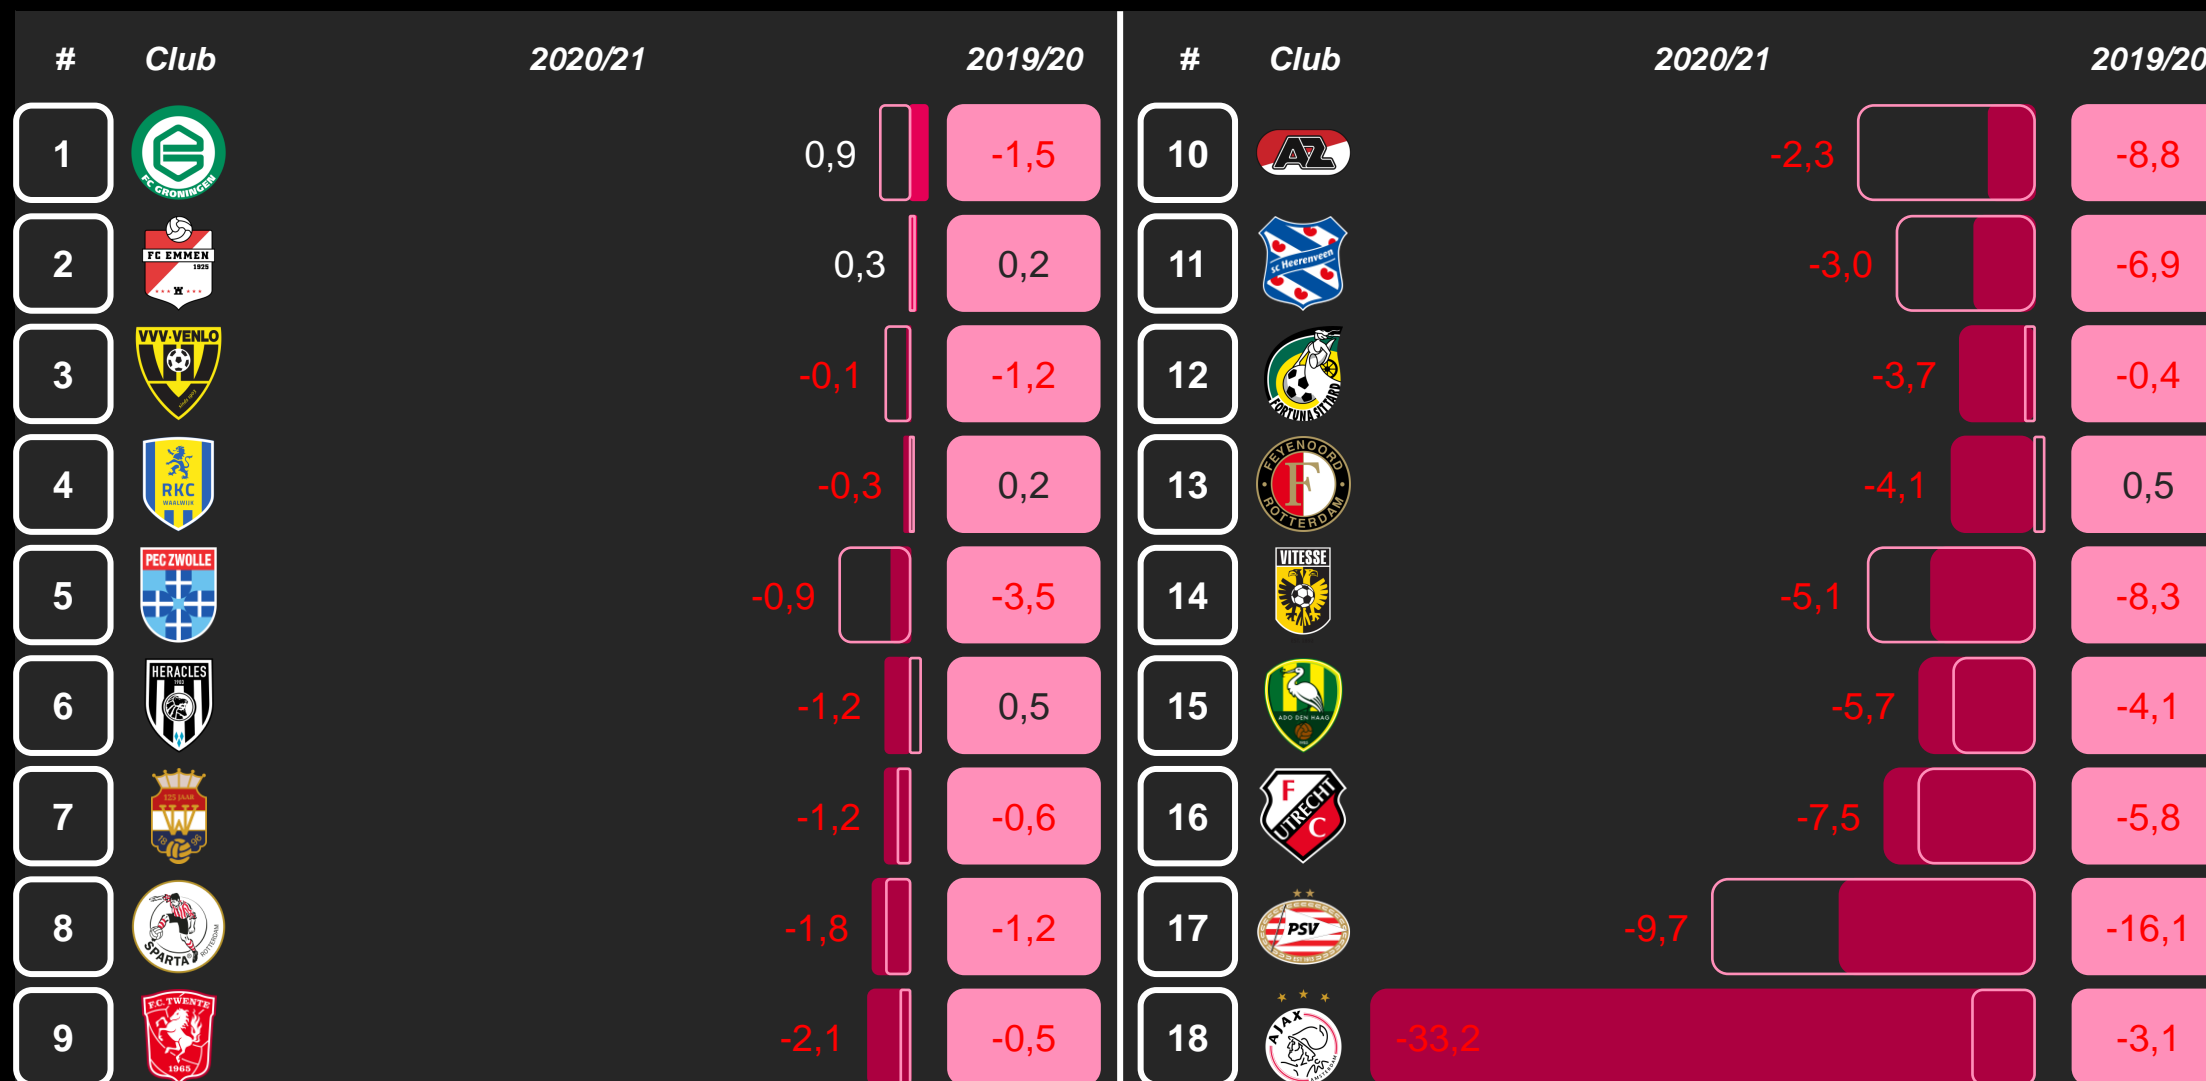 # Club 2020/21 2019/20
1 FC GRONINGEN 0,9 -1,5
2 FC EMMEN 1925 0,3 0,2
3 VVV-VENLO -0,1 -1,2
4 RKC WAALWIJK -0,3 0,2
5 PEC ZWOLLE -0,9 -3,5
6 HERACLES 1903 -1,2 0,5
7 125 JAAR W 18 96 -1,2 -0,6
8 SPARTA ROTTERDAM -1,8 -1,2
9 F.C. TWENTE 1965 -2,1 -0,5
# Club 2020/21 2019/20
10 AZ -2,3 -8,8
11 sc Heerenveen -3,0 -6,9
12 FORTUNA SITTARD -3,7 -0,4
13 FEYENOORD F ROTTERDAM -4,1 0,5
14 VITESSE -5,1 -8,3
15 ADO DEN HAAG -5,7 -4,1
16 FC UTRECHT -7,5 -5,8
17 PSV -9,7 -16,1
18 AJAX AMSTERDAM -33,2 -3,1